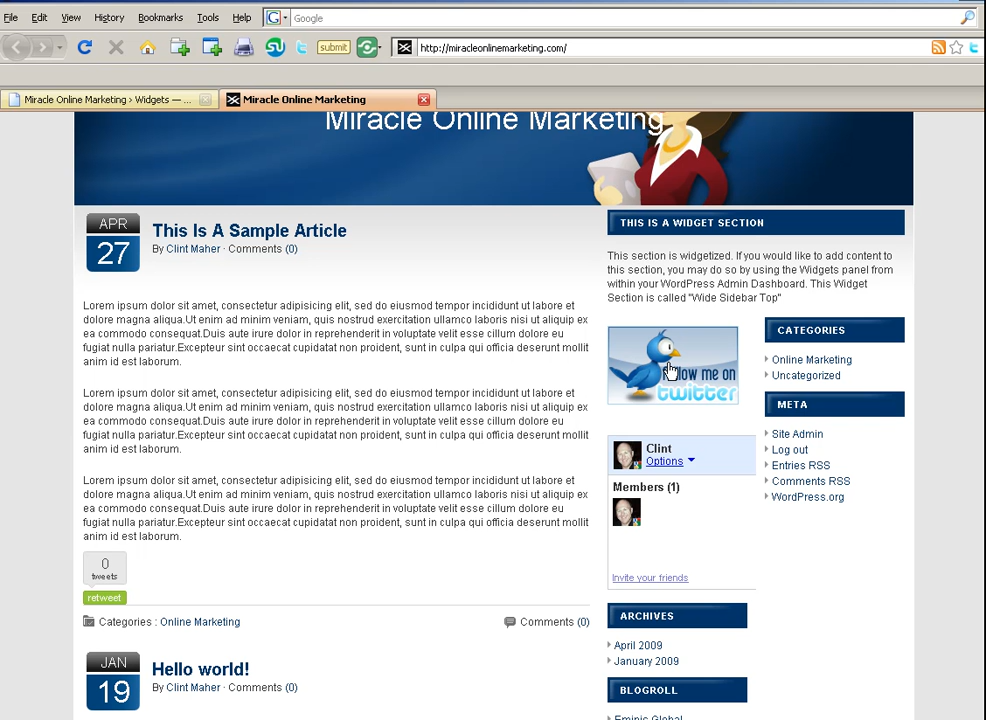 File Edit View History Bookmarks Tools Help G Google
submit http://miracleonlinemarketing.com/
Miracle Online Marketing › Widgets — ... Miracle Online Marketing
Miracle Online Marketing
APR
27
This Is A Sample Article
By Clint Maher · Comments (0)
Lorem ipsum dolor sit amet, consectetur adipisicing elit, sed do eiusmod tempor incididunt ut labore et
dolore magna aliqua.Ut enim ad minim veniam, quis nostrud exercitation ullamco laboris nisi ut aliquip ex
ea commodo consequat.Duis aute irure dolor in reprehenderit in voluptate velit esse cillum dolore eu
fugiat nulla pariatur.Excepteur sint occaecat cupidatat non proident, sunt in culpa qui officia deserunt mollit
anim id est laborum.
Lorem ipsum dolor sit amet, consectetur adipisicing elit, sed do eiusmod tempor incididunt ut labore et
dolore magna aliqua.Ut enim ad minim veniam, quis nostrud exercitation ullamco laboris nisi ut aliquip ex
ea commodo consequat.Duis aute irure dolor in reprehenderit in voluptate velit esse cillum dolore eu
fugiat nulla pariatur.Excepteur sint occaecat cupidatat non proident, sunt in culpa qui officia deserunt mollit
anim id est laborum.
Lorem ipsum dolor sit amet, consectetur adipisicing elit, sed do eiusmod tempor incididunt ut labore et
dolore magna aliqua.Ut enim ad minim veniam, quis nostrud exercitation ullamco laboris nisi ut aliquip ex
ea commodo consequat.Duis aute irure dolor in reprehenderit in voluptate velit esse cillum dolore eu
fugiat nulla pariatur.Excepteur sint occaecat cupidatat non proident, sunt in culpa qui officia deserunt mollit
anim id est laborum.
0
tweets
retweet
Categories : Online Marketing Comments (0)
JAN
19
Hello world!
By Clint Maher · Comments (0)
THIS IS A WIDGET SECTION
This section is widgetized. If you would like to add content to
this section, you may do so by using the Widgets panel from
within your WordPress Admin Dashboard. This Widget
Section is called "Wide Sidebar Top"
me on
twitter
Clint
Options
Members (1)
Invite your friends
ARCHIVES
April 2009
January 2009
BLOGROLL
Eminis Global
CATEGORIES
Online Marketing
Uncategorized
META
Site Admin
Log out
Entries RSS
Comments RSS
WordPress.org